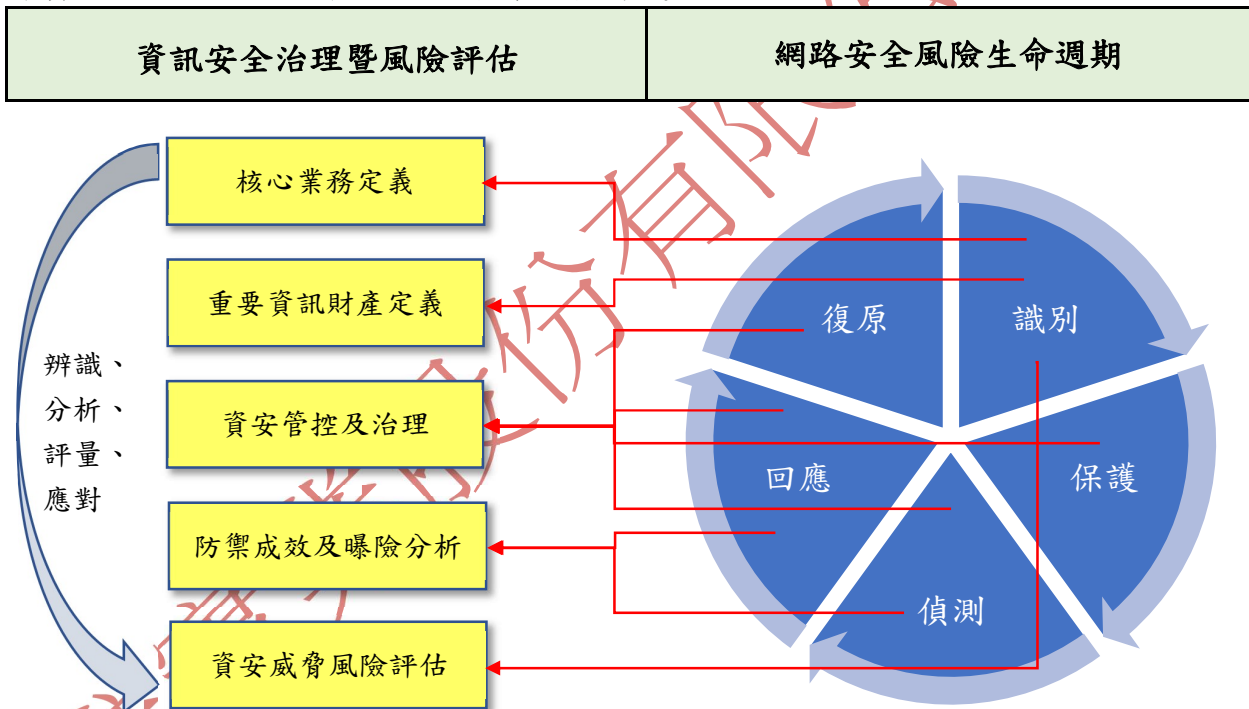 資訊安全治理暨風險評估
網路安全風險生命週期
核心業務定義
重要資訊財產定義
資安管控及治理
防禦成效及曝險分析
資安威脅風險評估
辨識、
分析、
評量、
應對
復原
識別
回應
保護
偵測
股份有限